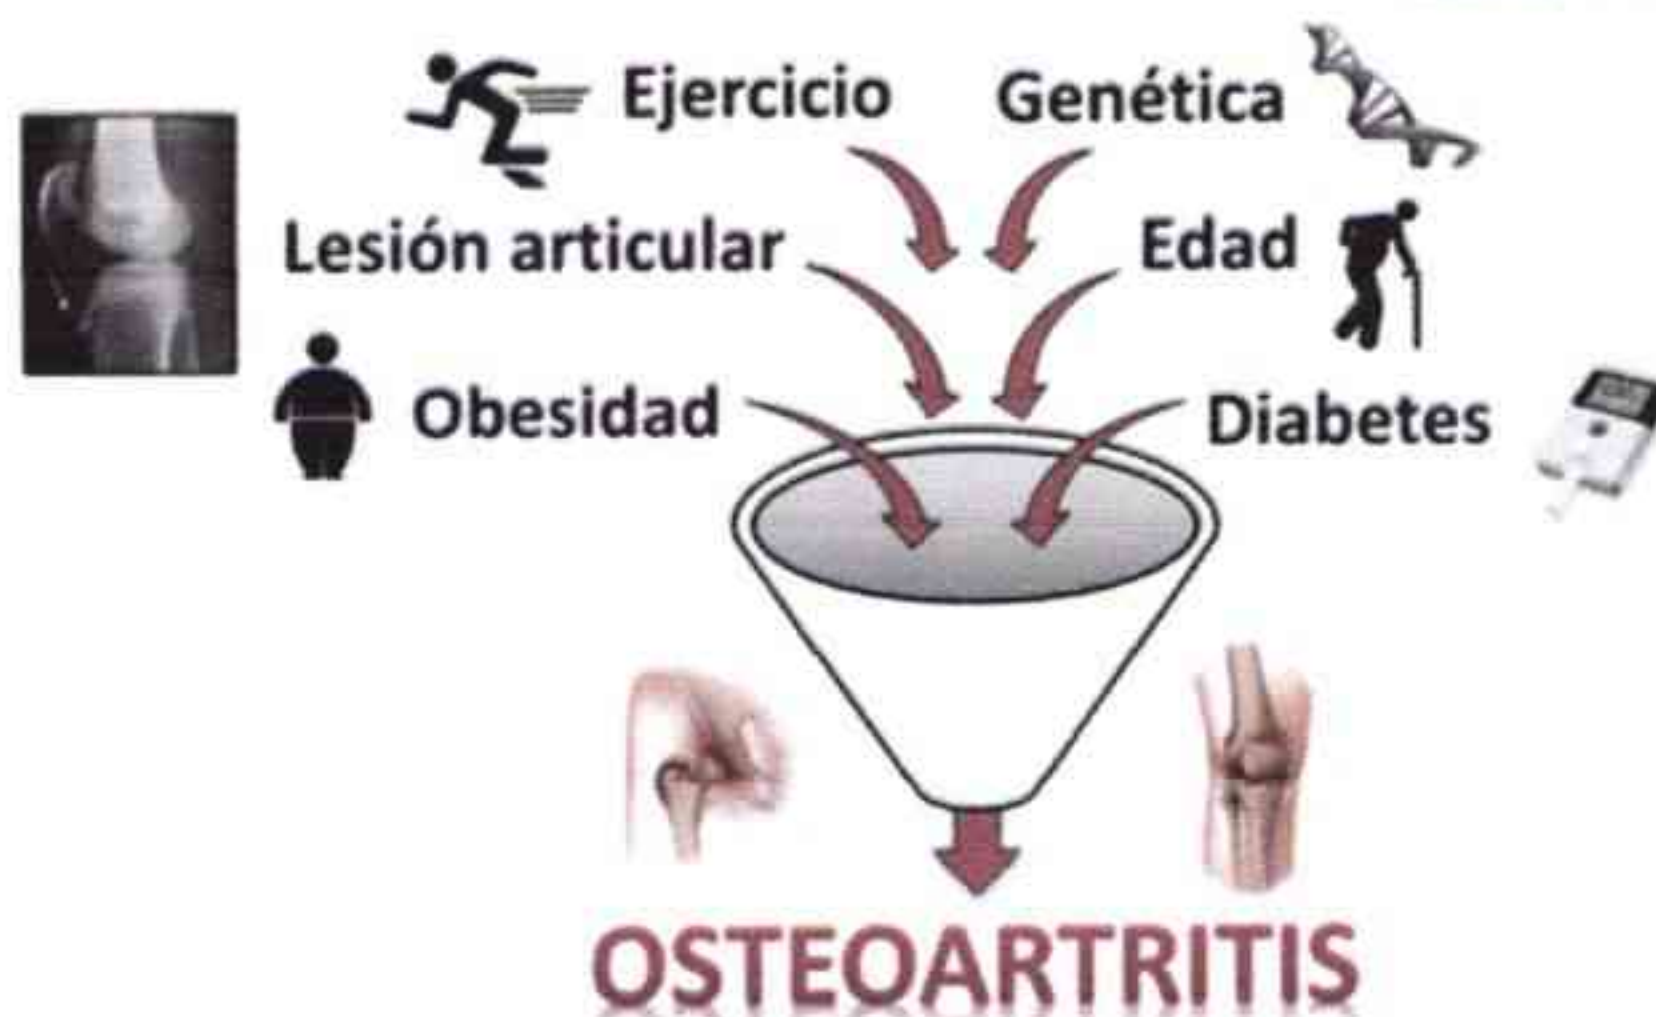 Ejercicio
Genética
Lesión articular
Edad
Obesidad
Diabetes
OSTEOARTRITIS